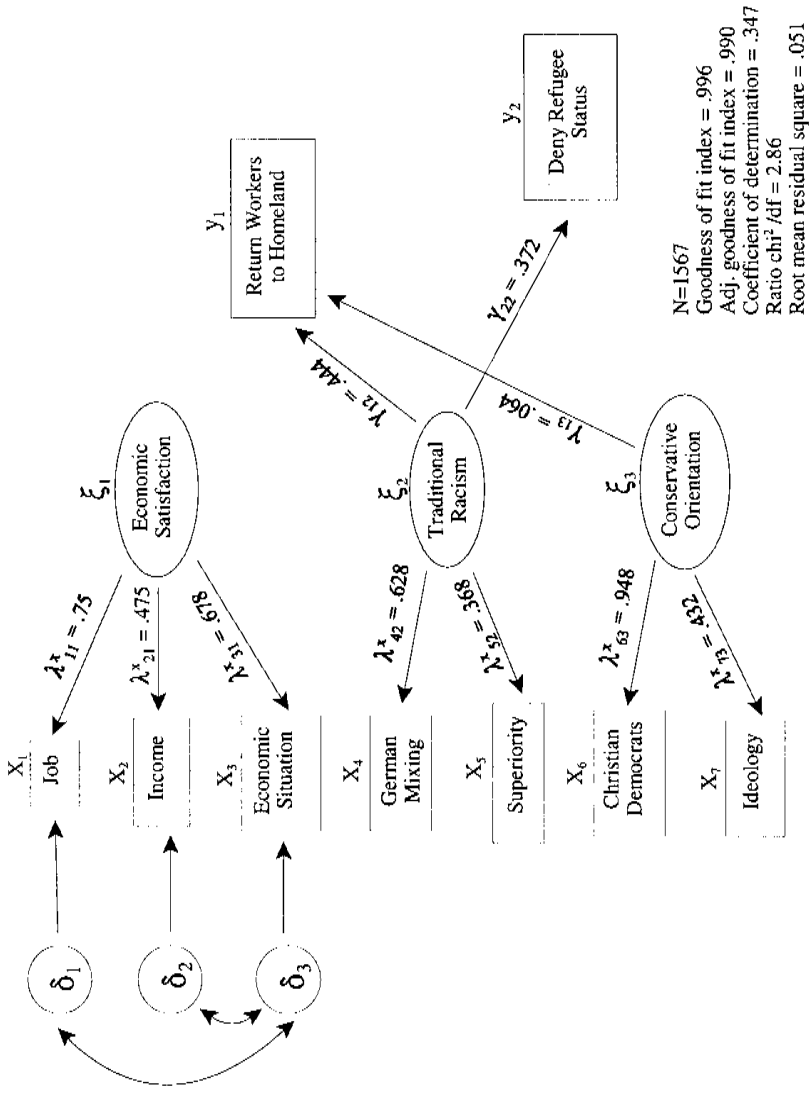 δ₁
δ₂
δ₃
X₁
Job
X₂
Income
X₃
Economic
Situation
X₄
German
Mixing
X₅
Superiority
X₆
Christian
Democrats
X₇
Ideology
λˣ₁₁ = .75
λˣ₂₁ = .475
λˣ₃₁ = .678
λˣ₄₂ = .628
λˣ₅₂ = .368
λˣ₆₃ = .948
λˣ₇₃ = .432
ξ₁
Economic
Satisfaction
ξ₂
Traditional
Racism
ξ₃
Conservative
Orientation
γ₁₂ = .444
γ₂₂ = .372
γ₁₃ = .064
y₁
Return Workers
to Homeland
y₂
Deny Refugee
Status
N=1567
Goodness of fit index = .996
Adj. goodness of fit index = .990
Coefficient of determination = .347
Ratio chi² /df = 2.86
Root mean residual square = .051